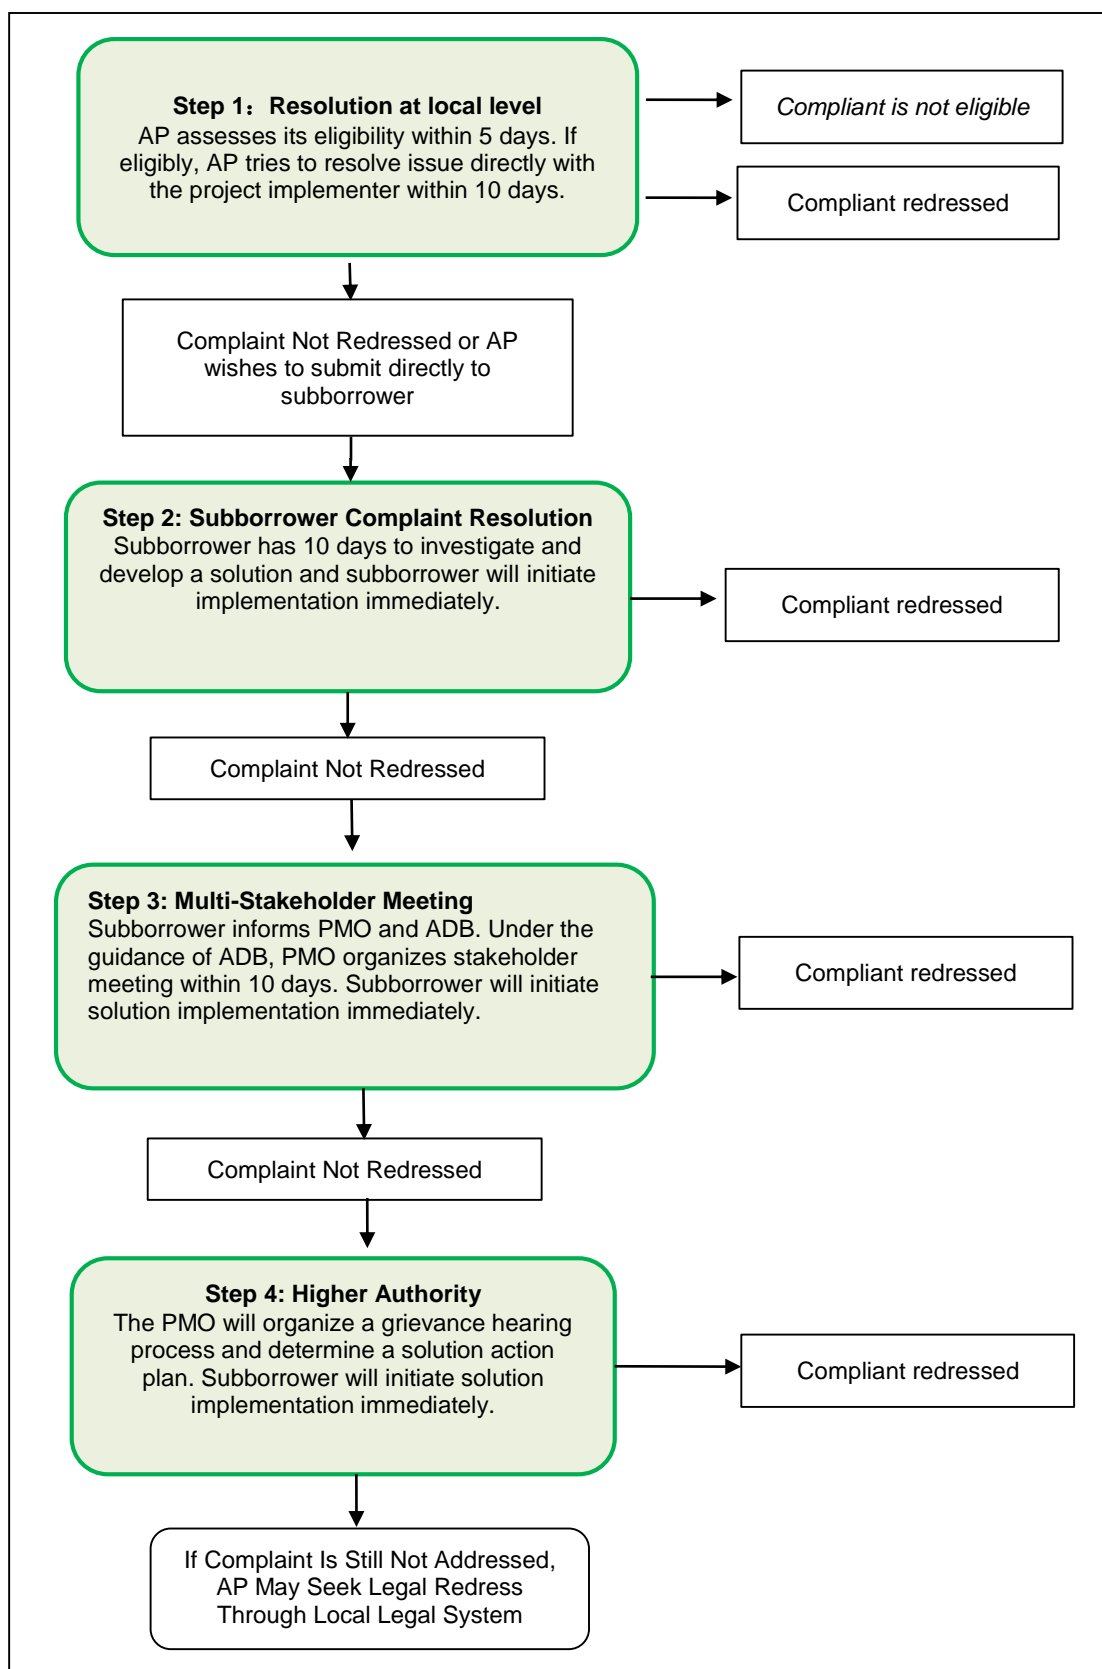 Step 1：Resolution at local level
AP assesses its eligibility within 5 days. If
eligibly, AP tries to resolve issue directly with
the project implementer within 10 days.
Compliant is not eligible
Compliant redressed
Complaint Not Redressed or AP
wishes to submit directly to
subborrower
Step 2: Subborrower Complaint Resolution
Subborrower has 10 days to investigate and
develop a solution and subborrower will initiate
implementation immediately.
Compliant redressed
Complaint Not Redressed
Step 3: Multi-Stakeholder Meeting
Subborrower informs PMO and ADB. Under the
guidance of ADB, PMO organizes stakeholder
meeting within 10 days. Subborrower will initiate
solution implementation immediately.
Compliant redressed
Complaint Not Redressed
Step 4: Higher Authority
The PMO will organize a grievance hearing
process and determine a solution action
plan. Subborrower will initiate solution
implementation immediately.
Compliant redressed
If Complaint Is Still Not Addressed,
AP May Seek Legal Redress
Through Local Legal System